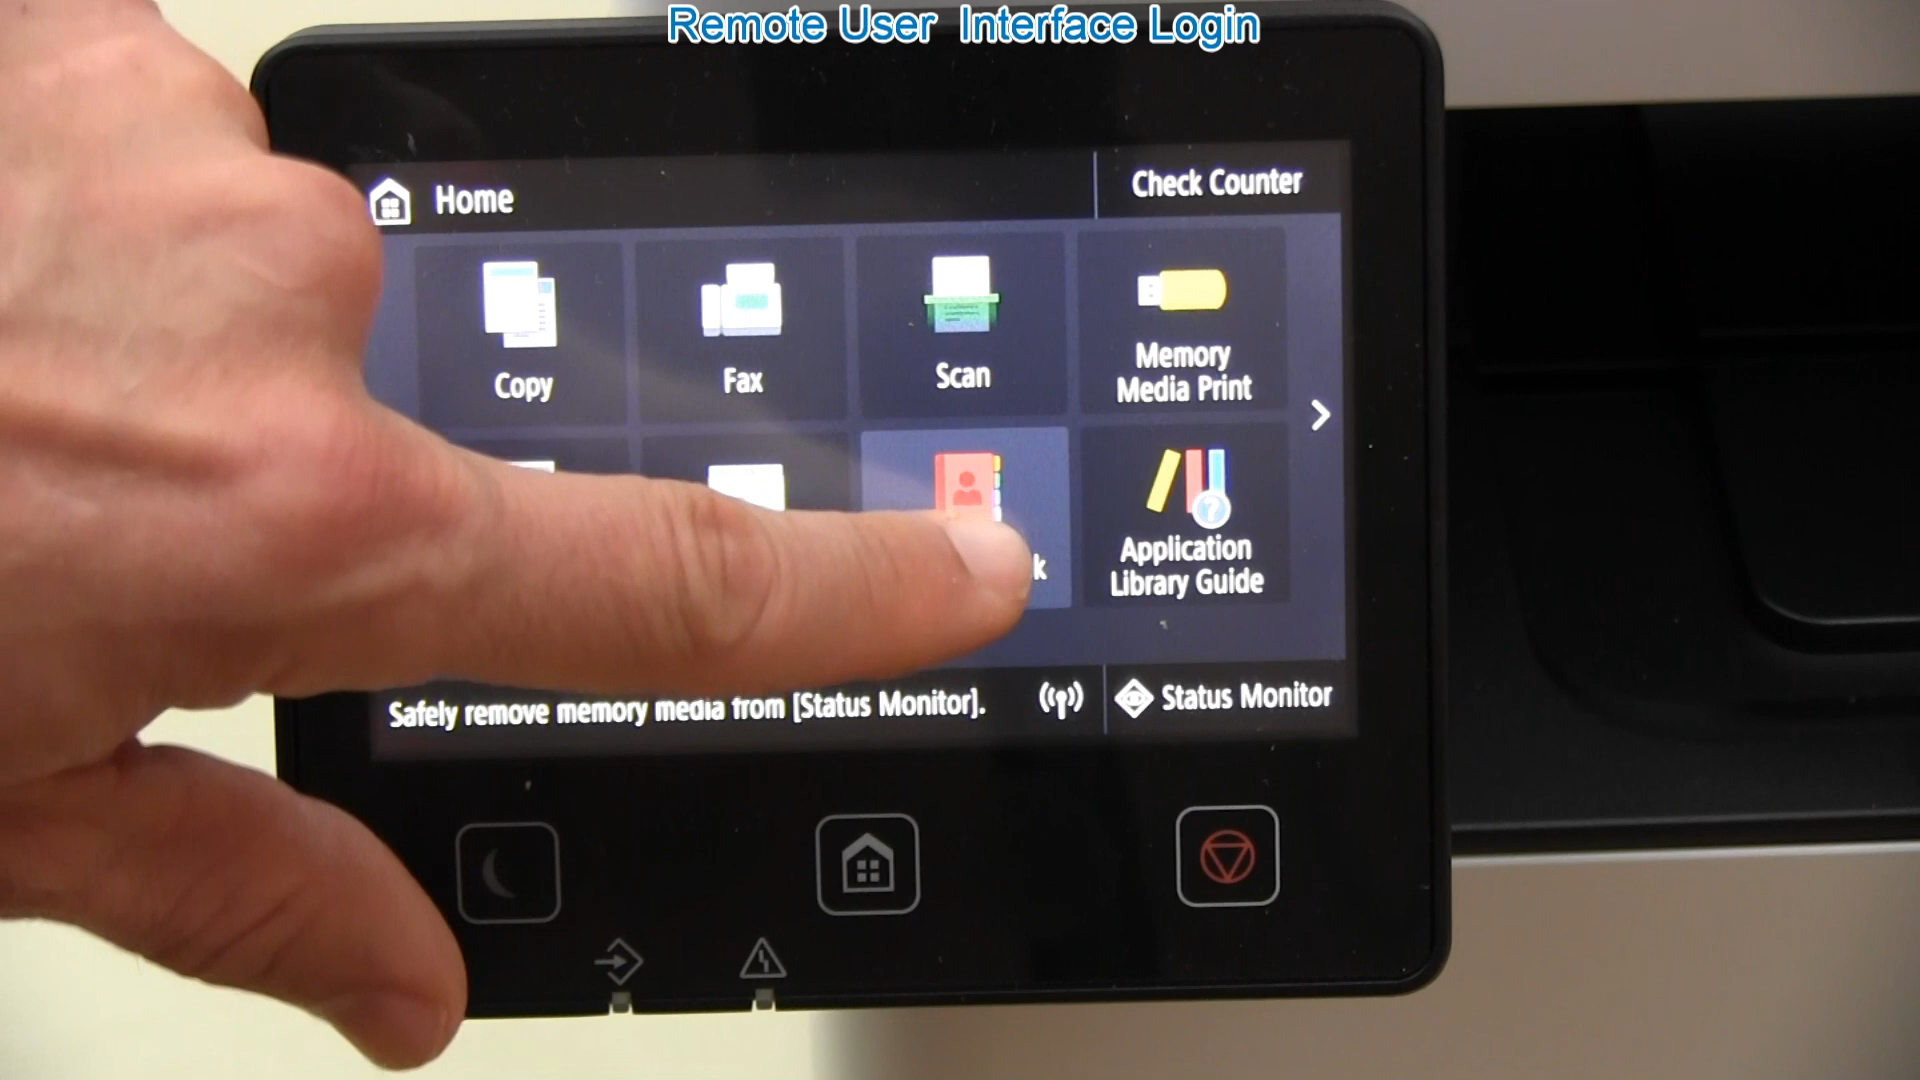 Remote User Interface Login
Home
Check Counter
Copy
Fax
Scan
Memory
Media Print
k
Application
Library Guide
Safely remove memory media from [Status Monitor].
Status Monitor